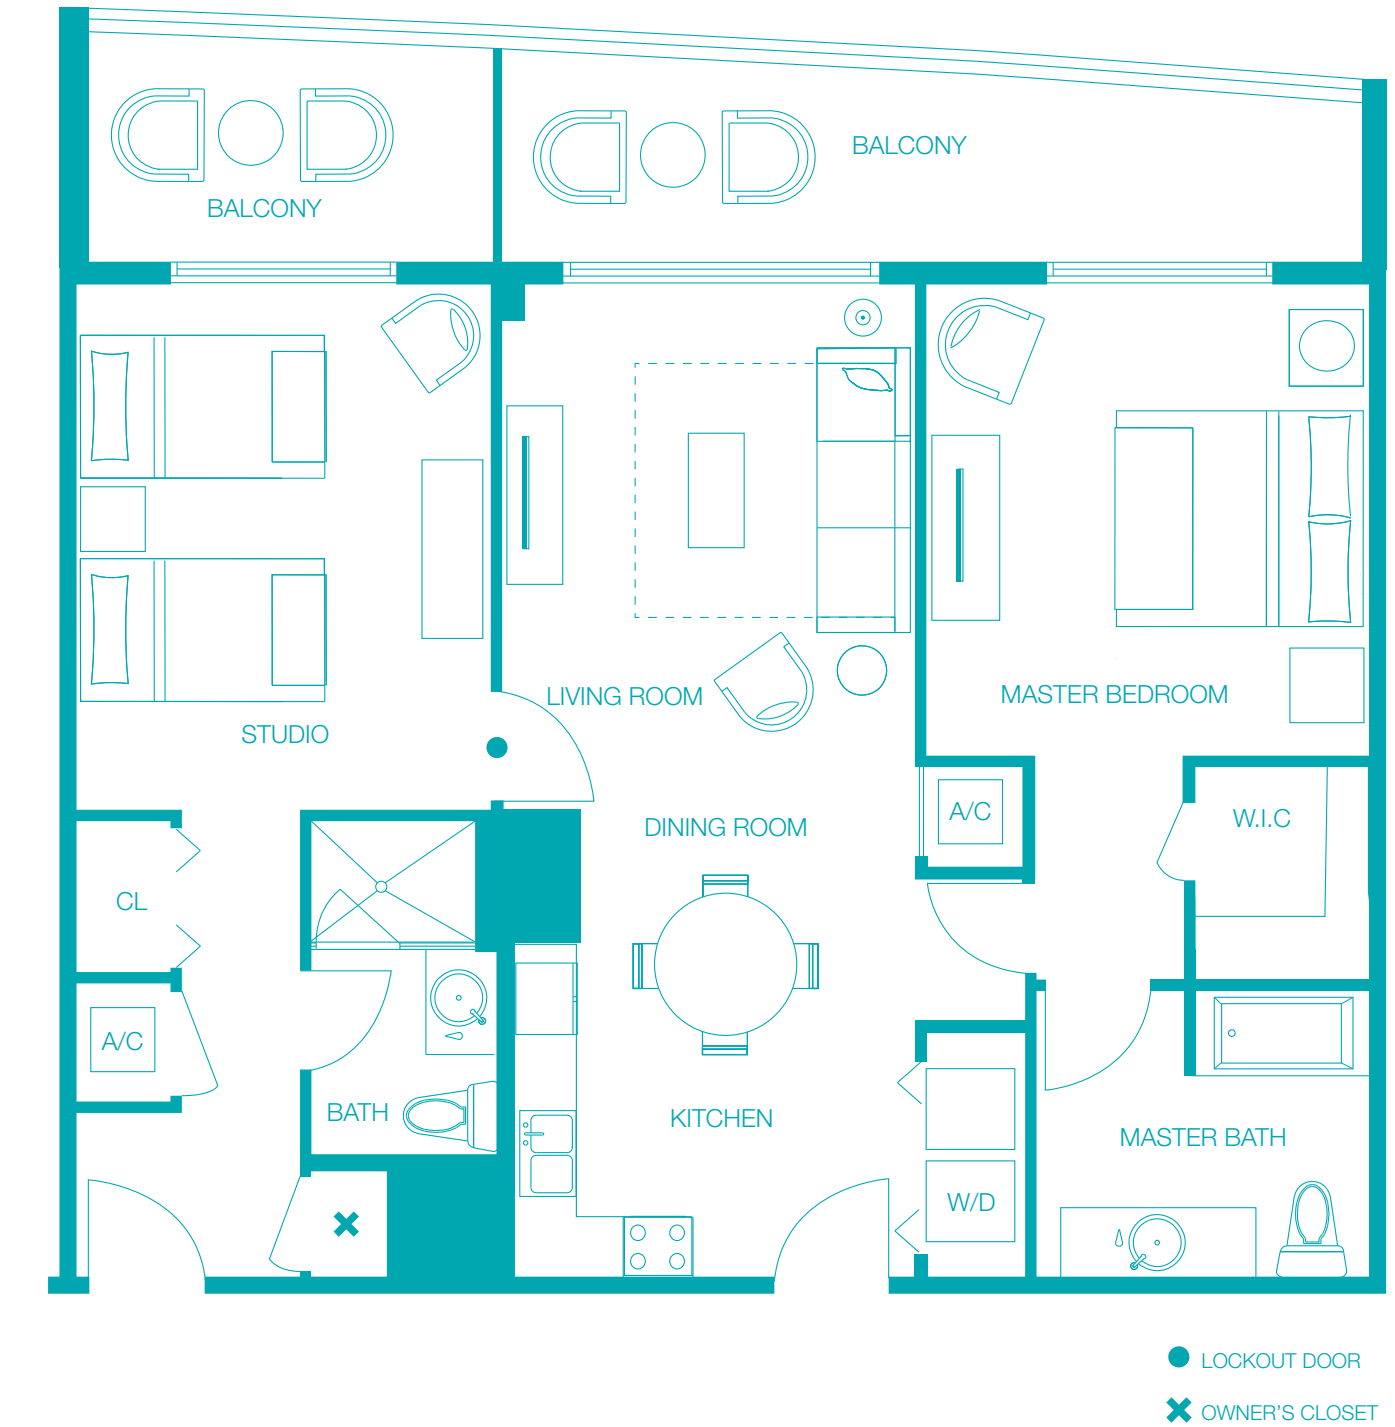 BALCONY
BALCONY
LIVING ROOM
MASTER BEDROOM
STUDIO
A/C
W.I.C
DINING ROOM
CL
A/C
BATH
KITCHEN
MASTER BATH
W/D
LOCKOUT DOOR
OWNER'S CLOSET